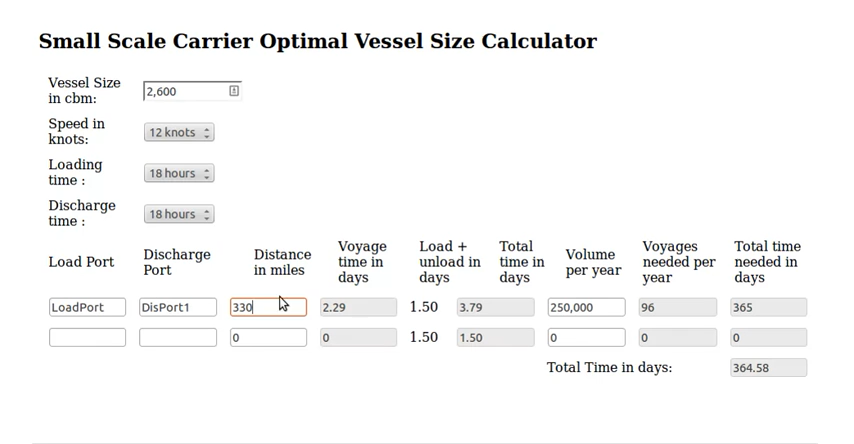 Small Scale Carrier Optimal Vessel Size Calculator
Vessel Size
in cbm:
2,600
Speed in
knots:
12 knots
Loading
time :
18 hours
Discharge
time :
18 hours
Load Port
Discharge
Port
Distance
in miles
Voyage
time in
days
Load +
unload in
days
Total
time in
days
Volume
per year
Voyages
needed per
year
Total time
needed in
days
LoadPort DisPort1 330 2.29 1.50 3.79 250,000 96 365
0 0 1.50 1.50 0 0 0
Total Time in days: 364.58